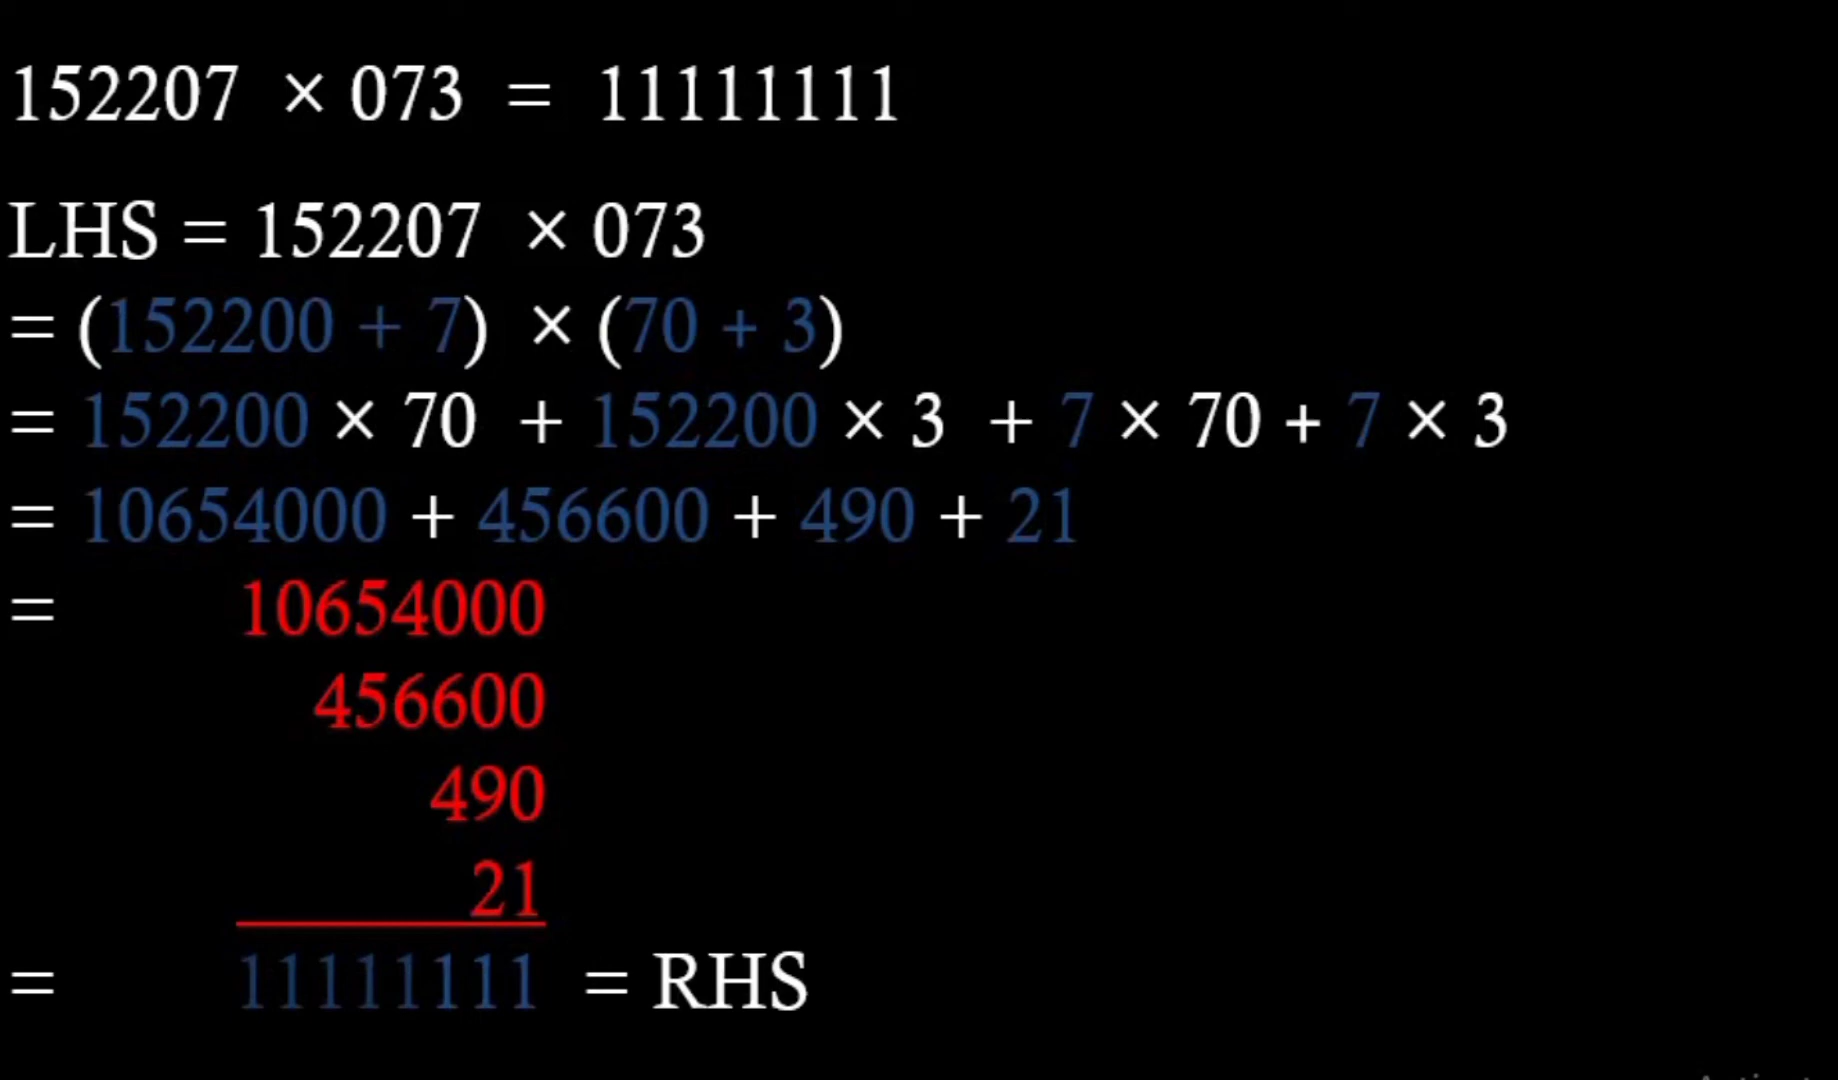 152207 × 073 = 11111111
LHS = 152207 × 073
= (152200 + 7) × (70 + 3)
= 152200 × 70 + 152200 × 3 + 7 × 70 + 7 × 3
= 10654000 + 456600 + 490 + 21
= 10654000
456600
490
21
= 11111111 = RHS